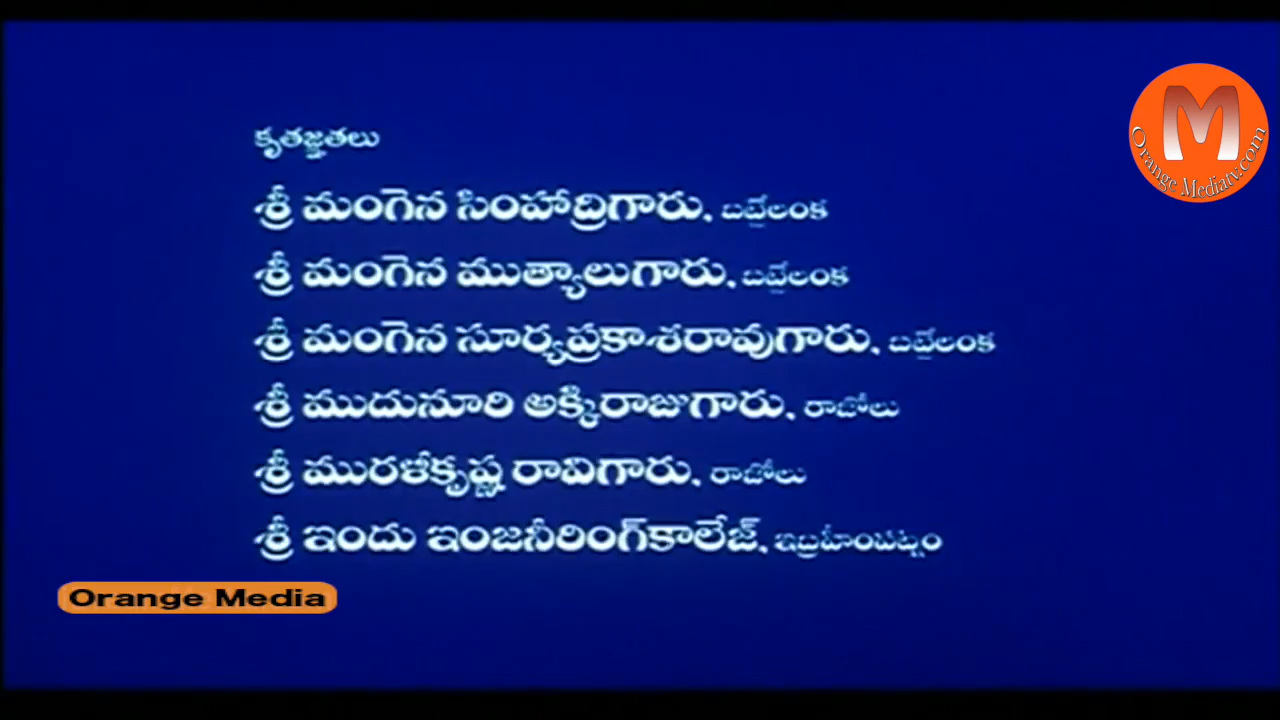 M
Orange Mediatv.com
కృతజ్ఞతలు
శ్రీ మంగెన సింహాద్రిగారు, బట్టేలంక
శ్రీ మంగెన ముత్యాలుగారు, బట్టేలంక
శ్రీ మంగెన సూర్యప్రకాశరావుగారు, బట్టేలంక
శ్రీ ముదునూరి అక్కిరాజుగారు, రాజోలు
శ్రీ మురళీకృష్ణ రావిగారు, రాజోలు
శ్రీ ఇందు ఇంజనీరింగ్‌కాలేజ్, ఇబ్రహీంపట్నం
Orange Media